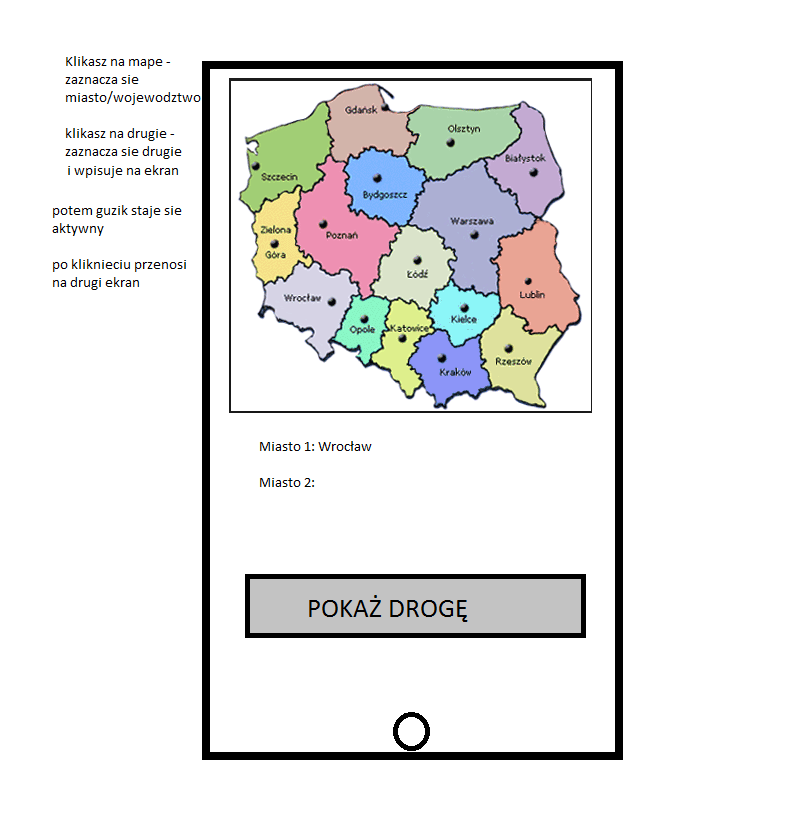 Klikasz na mape -
zaznacza sie
miasto/wojewodztwo
klikasz na drugie -
zaznacza sie drugie
i wpisuje na ekran
potem guzik staje sie
aktywny
po kliknieciu przenosi
na drugi ekran
Gdańsk
Olsztyn
Białystok
Szczecin
Bydgoszcz
Warszawa
Zielona
Góra
Poznań
Łódź
Lublin
Wrocław
Opole
Katowice
Kielce
Kraków
Rzeszów
Miasto 1: Wrocław
Miasto 2:
POKAŻ DROGĘ